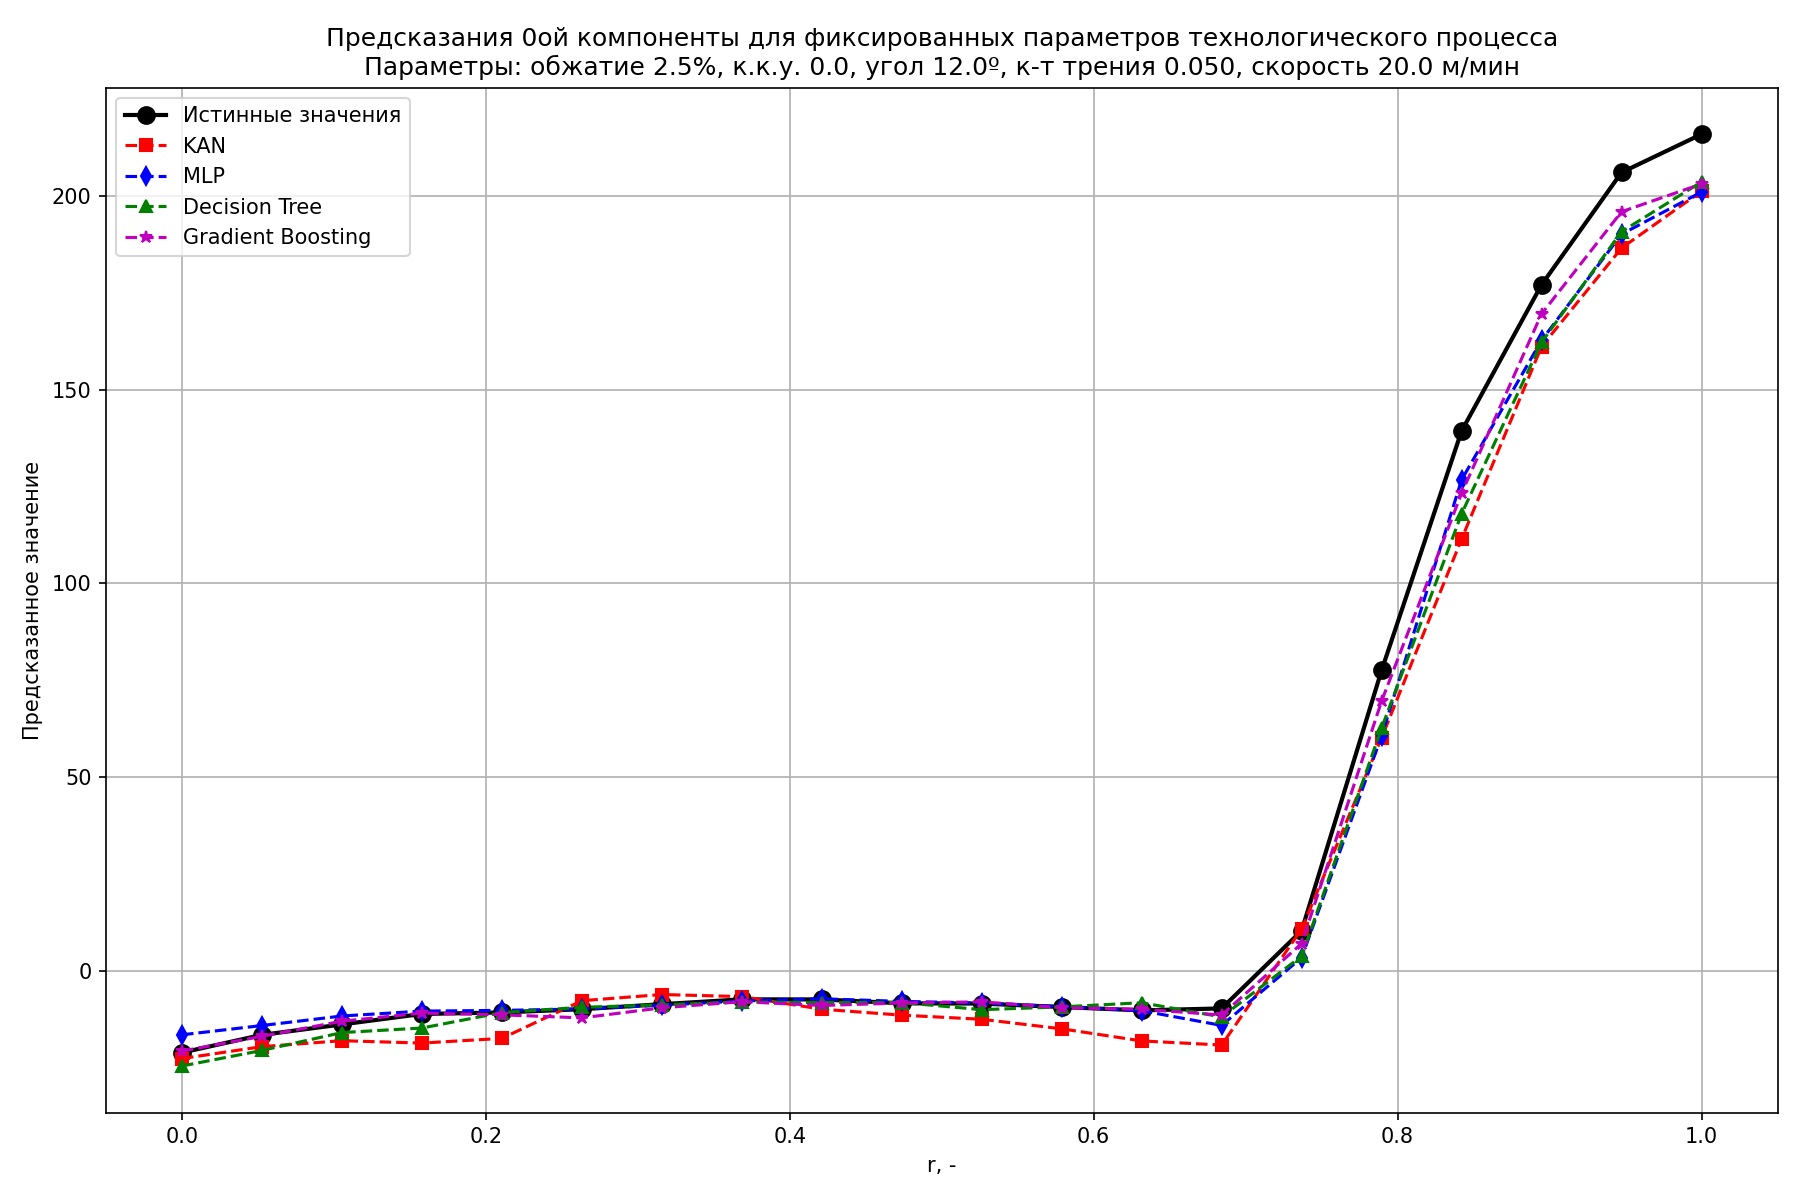 Предсказания 0ой компоненты для фиксированных параметров технологического процесса
Параметры: обжатие 2.5%, к.к.у. 0.0, угол 12.0º, к-т трения 0.050, скорость 20.0 м/мин
Истинные значения
KAN
MLP
Decision Tree
Gradient Boosting
Предсказанное значение
200
150
100
50
0
0.0 0.2 0.4 0.6 0.8 1.0
r, -